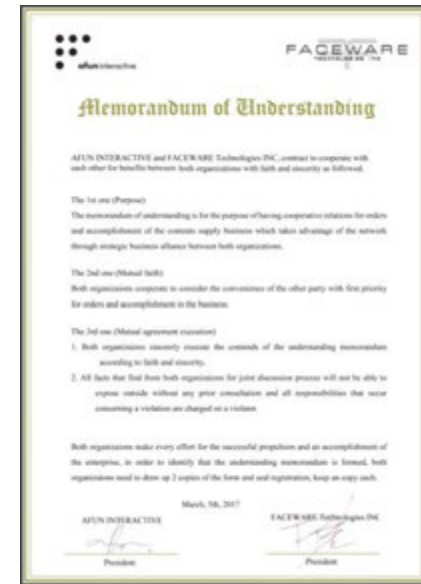 afun interactive
FACEWARE
TECHNOLOGIES INC
Memorandum of Understanding
AFUN INTERACTIVE and FACEWARE Technologies INC, contract to cooperate with
each other for benefits between both organizations with faith and sincerity as followed.
The 1st one (Purpose)
The memorandum of understanding is for the purpose of having cooperative relations for orders
and accomplishment of the contents supply business which takes advantage of the network
through strategic business alliance between both organizations.
The 2nd one (Mutual faith)
Both organizations cooperate to consider the convenience of the other party with first priority
for orders and accomplishment in the business.
The 3rd one (Mutual agreement execution)
1. Both organizations sincerely execute the contends of the understanding memorandum
according to faith and sincerity.
2. All facts that find from both organizations for joint discussion process will not be able to
expose outside without any prior consultation and all responsibilities that occur
concerning a violation are charged on a violator.
Both organizations make every effort for the successful propulsion and an accomplishment of
the enterprise, in order to identify that the understanding memorandum is formed, both
organizations need to draw up 2 copies of the form and seal registration, keep an copy each.
March, 7th, 2017
AFUN INTERACTIVE
FACEWARE Technologies INC
President
President